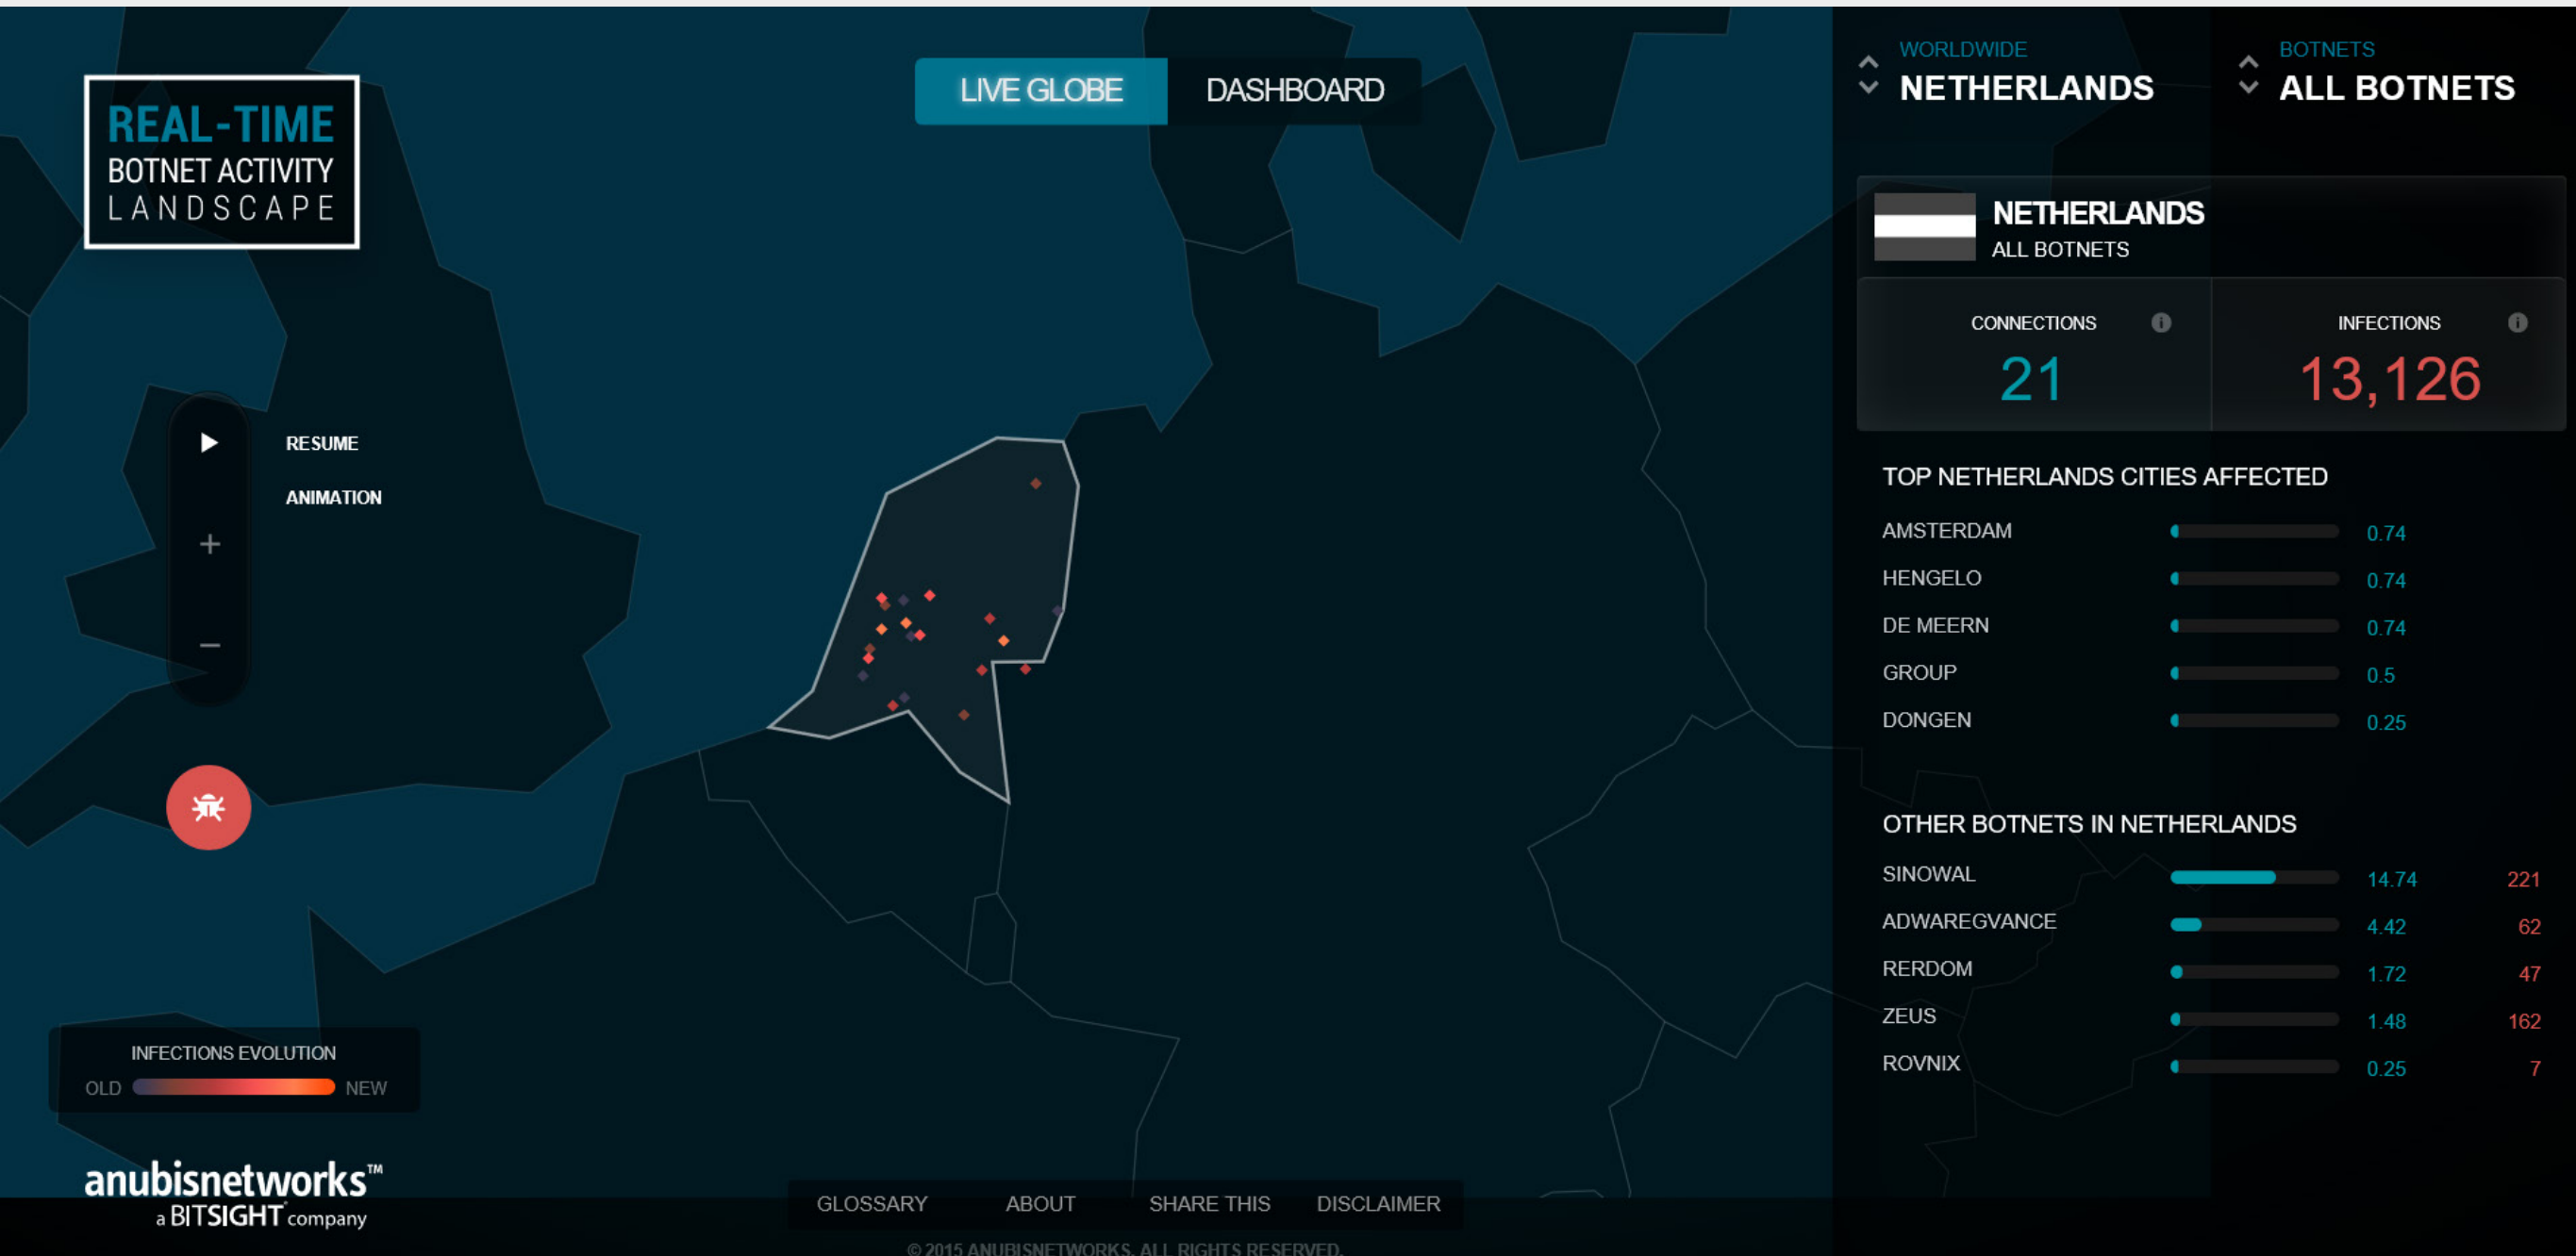 REAL-TIME
BOTNET ACTIVITY
LANDSCAPE
LIVE GLOBE
DASHBOARD
WORLDWIDE
NETHERLANDS
BOTNETS
ALL BOTNETS
NETHERLANDS
ALL BOTNETS
CONNECTIONS
21
INFECTIONS
13,126
RESUME
ANIMATION
TOP NETHERLANDS CITIES AFFECTED
AMSTERDAM 0.74
HENGELO 0.74
DE MEERN 0.74
GROUP 0.5
DONGEN 0.25
OTHER BOTNETS IN NETHERLANDS
SINOWAL 14.74 221
ADWAREGVANCE 4.42 62
RERDOM 1.72 47
ZEUS 1.48 162
ROVNIX 0.25 7
INFECTIONS EVOLUTION
OLD NEW
anubisnetworks™
a BITSIGHT company
GLOSSARY ABOUT SHARE THIS DISCLAIMER
© 2015 ANUBISNETWORKS. ALL RIGHTS RESERVED.